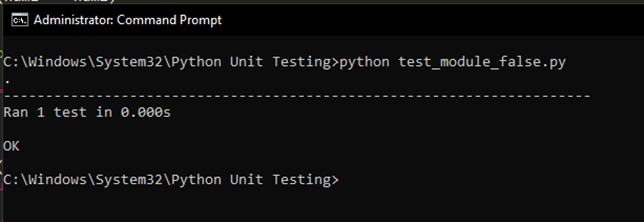 Administrator: Command Prompt
C:\Windows\System32\Python Unit Testing>python test_module_false.py
.
----------------------------------------------------------------------
Ran 1 test in 0.000s
OK
C:\Windows\System32\Python Unit Testing>